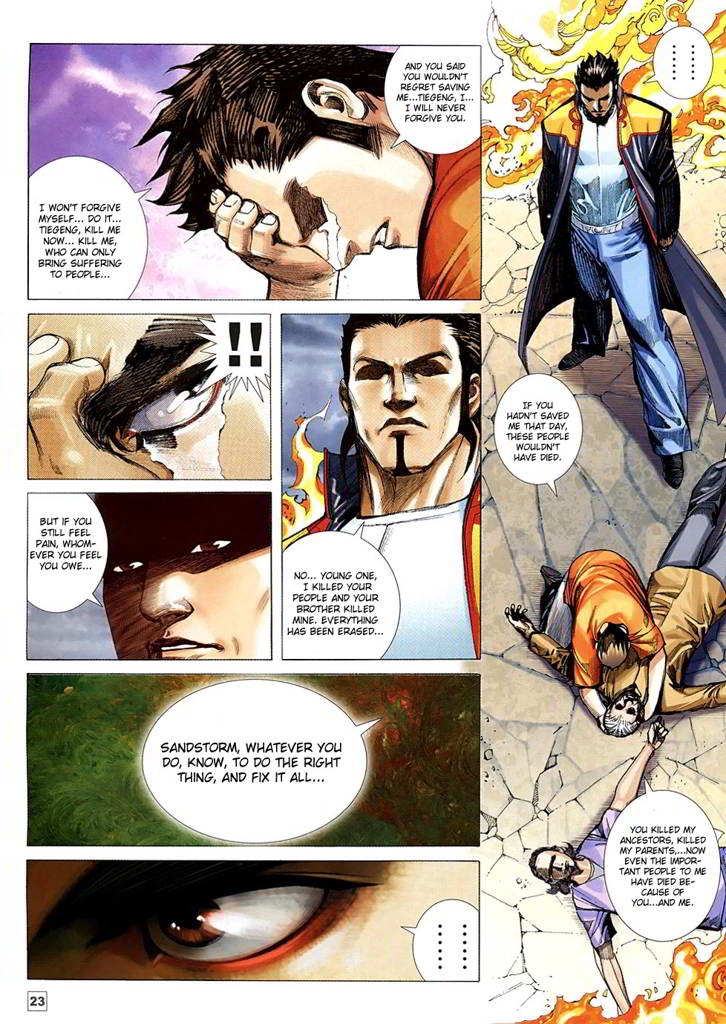 . . . .
. . . .
IF YOU
HADN'T SAVED
ME THAT DAY,
THESE PEOPLE
WOULDN'T
HAVE DIED.
YOU KILLED MY
ANCESTORS, KILLED
MY PARENTS,...NOW
EVEN THE IMPOR-
TANT PEOPLE TO ME
HAVE DIED BE-
CAUSE OF
YOU...AND ME.
AND YOU SAID
YOU WOULDN'T
REGRET SAVING
ME...TIEGENG, I...
I WILL NEVER
FORGIVE YOU.
I WON'T FORGIVE
MYSELF... DO IT...
TIEGENG, KILL ME
NOW... KILL ME,
WHO CAN ONLY
BRING SUFFERING
TO PEOPLE...
!!
NO... YOUNG ONE,
I KILLED YOUR
PEOPLE AND YOUR
BROTHER KILLED
MINE. EVERYTHING
HAS BEEN ERASED...
BUT IF YOU
STILL FEEL
PAIN, WHOM-
EVER YOU FEEL
YOU OWE...
SANDSTORM, WHATEVER YOU
DO, KNOW, TO DO THE RIGHT
THING, AND FIX IT ALL...
. . . .
. . . .
23